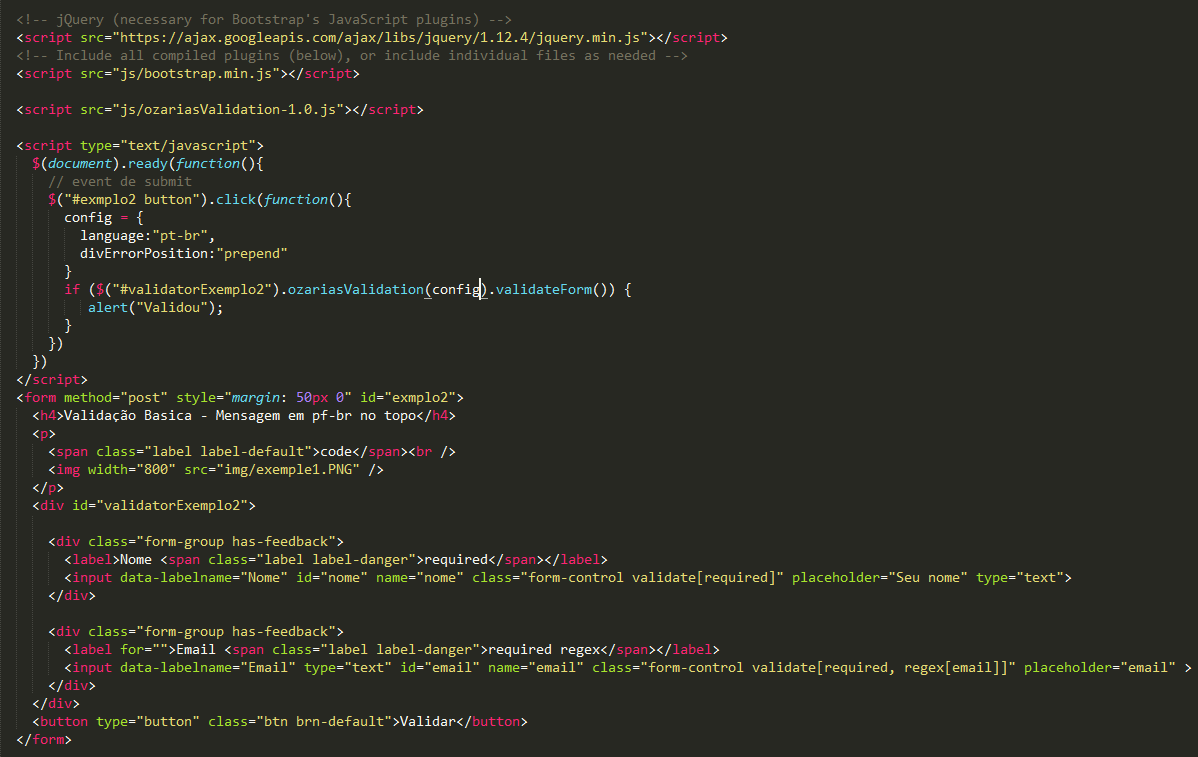 <!-- jQuery (necessary for Bootstrap's JavaScript plugins) -->
<script src="https://ajax.googleapis.com/ajax/libs/jquery/1.12.4/jquery.min.js"></script>
<!-- Include all compiled plugins (below), or include individual files as needed -->
<script src="js/bootstrap.min.js"></script>

<script src="js/ozariasValidation-1.0.js"></script>

<script type="text/javascript">
  $(document).ready(function(){
    // event de submit
    $("#exmplo2 button").click(function(){
      config = {
        language:"pt-br",
        divErrorPosition:"prepend"
      }
      if ($("#validatorExemplo2").ozariasValidation(config).validateForm()) {
         alert("Validou");
      }
    })
  })
</script>
<form method="post" style="margin: 50px 0" id="exmplo2">
  <h4>Validação Basica - Mensagem em pf-br no topo</h4>
  <p>
    <span class="label label-default">code</span><br />
    <img width="800" src="img/exemple1.PNG" />
  </p>
  <div id="validatorExemplo2">

    <div class="form-group has-feedback">
      <label>Nome <span class="label label-danger">required</span></label>
      <input data-labelname="Nome" id="nome" name="nome" class="form-control validate[required]" placeholder="Seu nome" type="text">
    </div>

    <div class="form-group has-feedback">
      <label for="">Email <span class="label label-danger">required regex</span></label>
      <input data-labelname="Email" type="text" id="email" name="email" class="form-control validate[required, regex[email]]" placeholder="email" >
    </div>
  </div>
  <button type="button" class="btn brn-default">Validar</button>
</form>